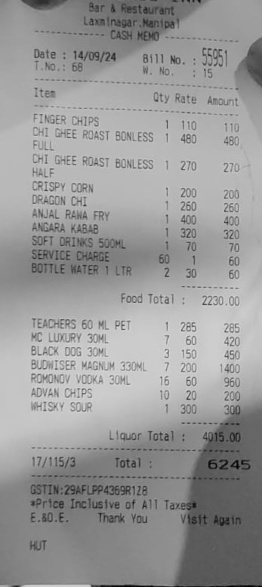 Bar & Restaurant
Laxminagar,Manipal
CASH MEMO
Date : 14/09/24 Bill No. : 55951
T.No.: 68 W. No. : 15
Item Qty Rate Amount
FINGER CHIPS 1 110 110
CHI GHEE ROAST BONLESS 1 480 480
FULL
CHI GHEE ROAST BONLESS 1 270 270
HALF
CRISPY CORN 1 200 200
DRAGON CHI 1 260 260
ANJAL RAWA FRY 1 400 400
ANGARA KABAB 1 320 320
SOFT DRINKS 500ML 1 70 70
SERVICE CHARGE 60 1 60
BOTTLE WATER 1 LTR 2 30 60
Food Total : 2230.00
TEACHERS 60 ML PET 1 285 285
MC LUXURY 30ML 7 60 420
BLACK DOG 30ML 3 150 450
BUDWISER MAGNUM 330ML 7 200 1400
ROMONOV VODKA 30ML 16 60 960
ADVAN CHIPS 10 20 200
WHISKY SOUR 1 300 300
Liquor Total : 4015.00
17/115/3 Total : 6245
GSTIN:29AFLPP4369R1Z8
*Price Inclusive of All Taxes*
E.&O.E. Thank You Visit Again
HUT